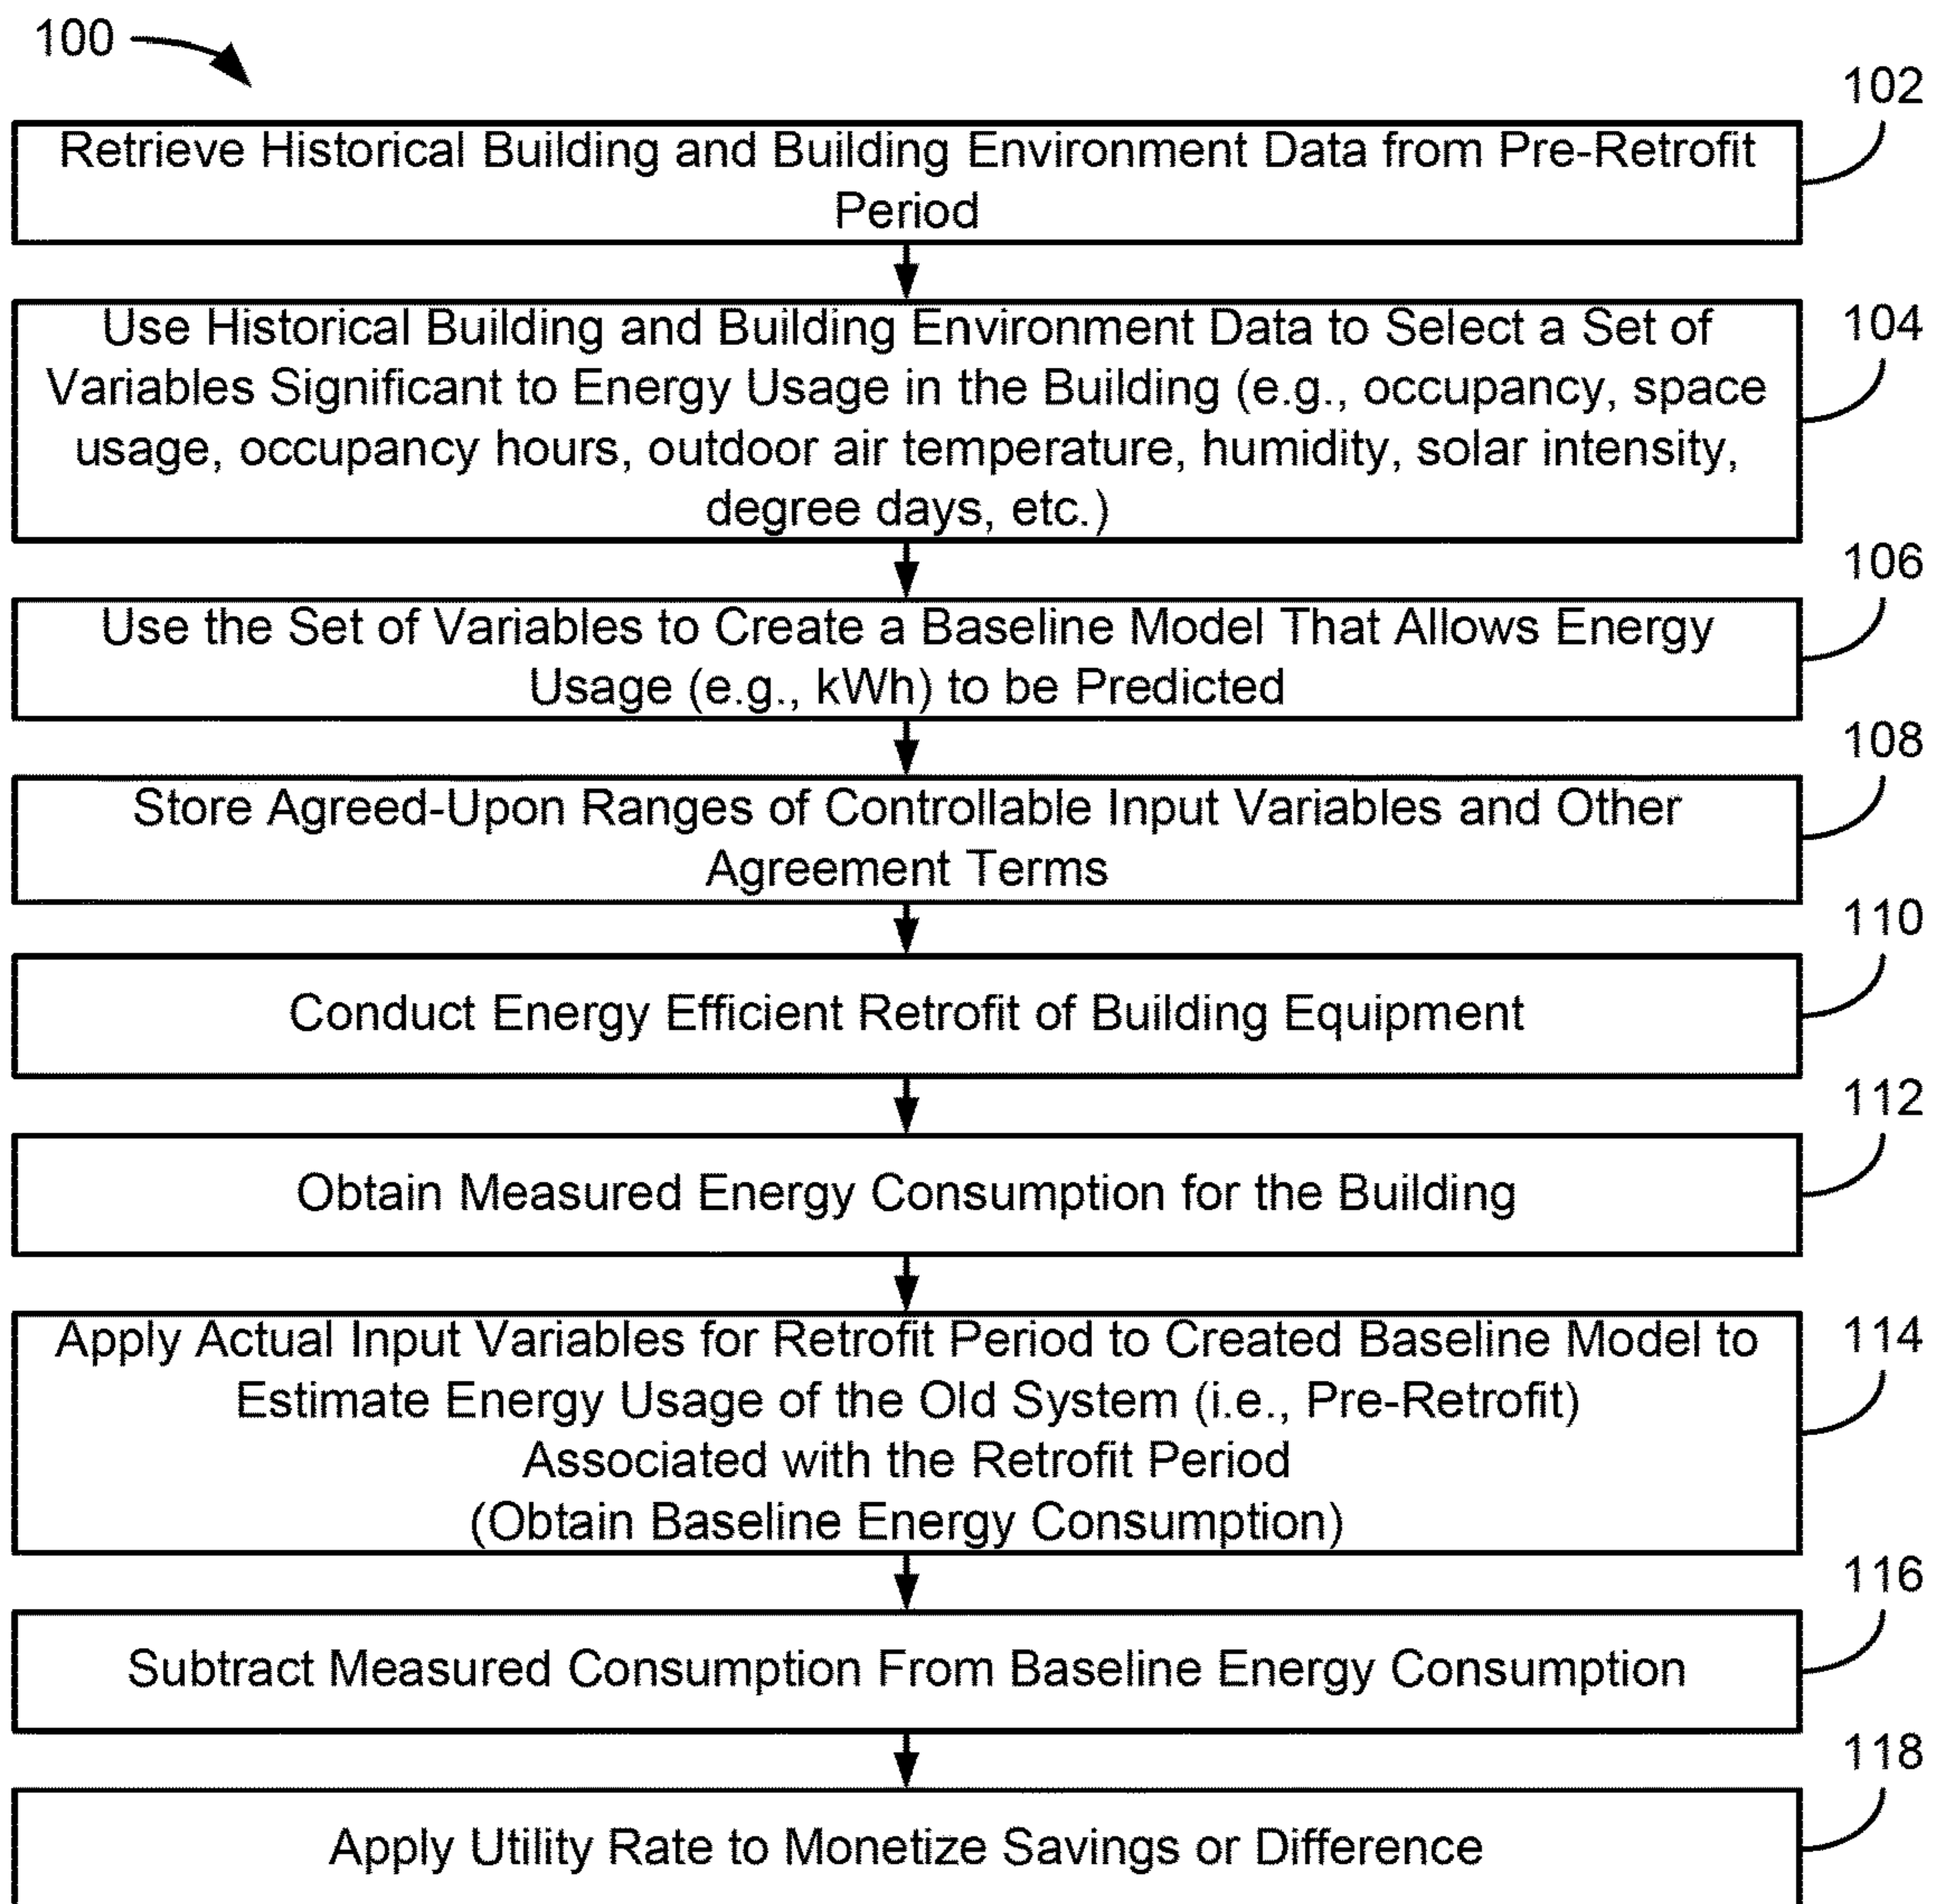 100
102
Retrieve Historical Building and Building Environment Data from Pre-Retrofit
Period
104
Use Historical Building and Building Environment Data to Select a Set of
Variables Significant to Energy Usage in the Building (e.g., occupancy, space
usage, occupancy hours, outdoor air temperature, humidity, solar intensity,
degree days, etc.)
106
Use the Set of Variables to Create a Baseline Model That Allows Energy
Usage (e.g., kWh) to be Predicted
108
Store Agreed-Upon Ranges of Controllable Input Variables and Other
Agreement Terms
110
Conduct Energy Efficient Retrofit of Building Equipment
112
Obtain Measured Energy Consumption for the Building
114
Apply Actual Input Variables for Retrofit Period to Created Baseline Model to
Estimate Energy Usage of the Old System (i.e., Pre-Retrofit)
Associated with the Retrofit Period
(Obtain Baseline Energy Consumption)
116
Subtract Measured Consumption From Baseline Energy Consumption
118
Apply Utility Rate to Monetize Savings or Difference